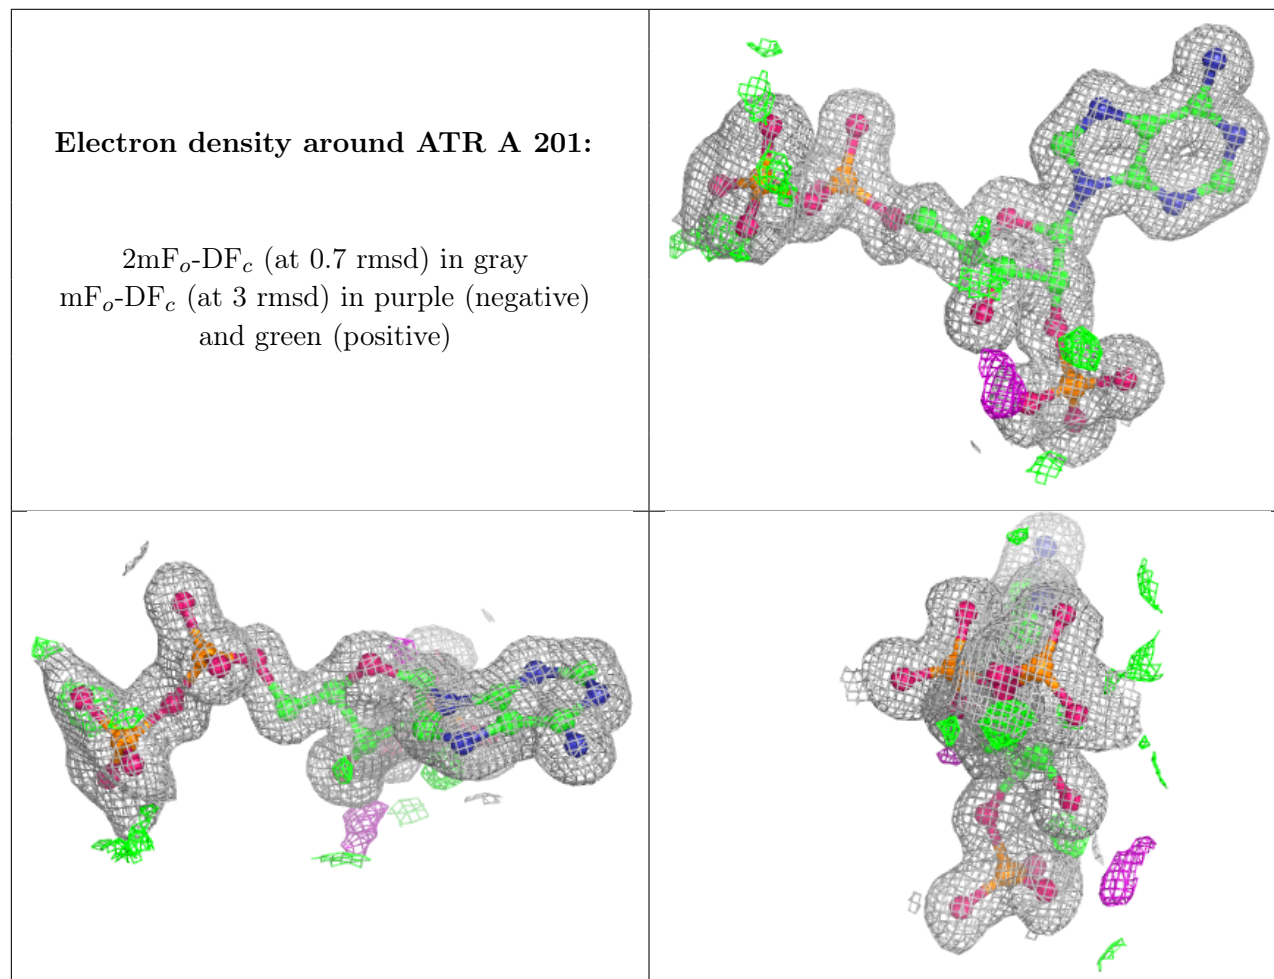 Electron density around ATR A 201:
2mFo-DFc (at 0.7 rmsd) in gray
mFo-DFc (at 3 rmsd) in purple (negative)
and green (positive)